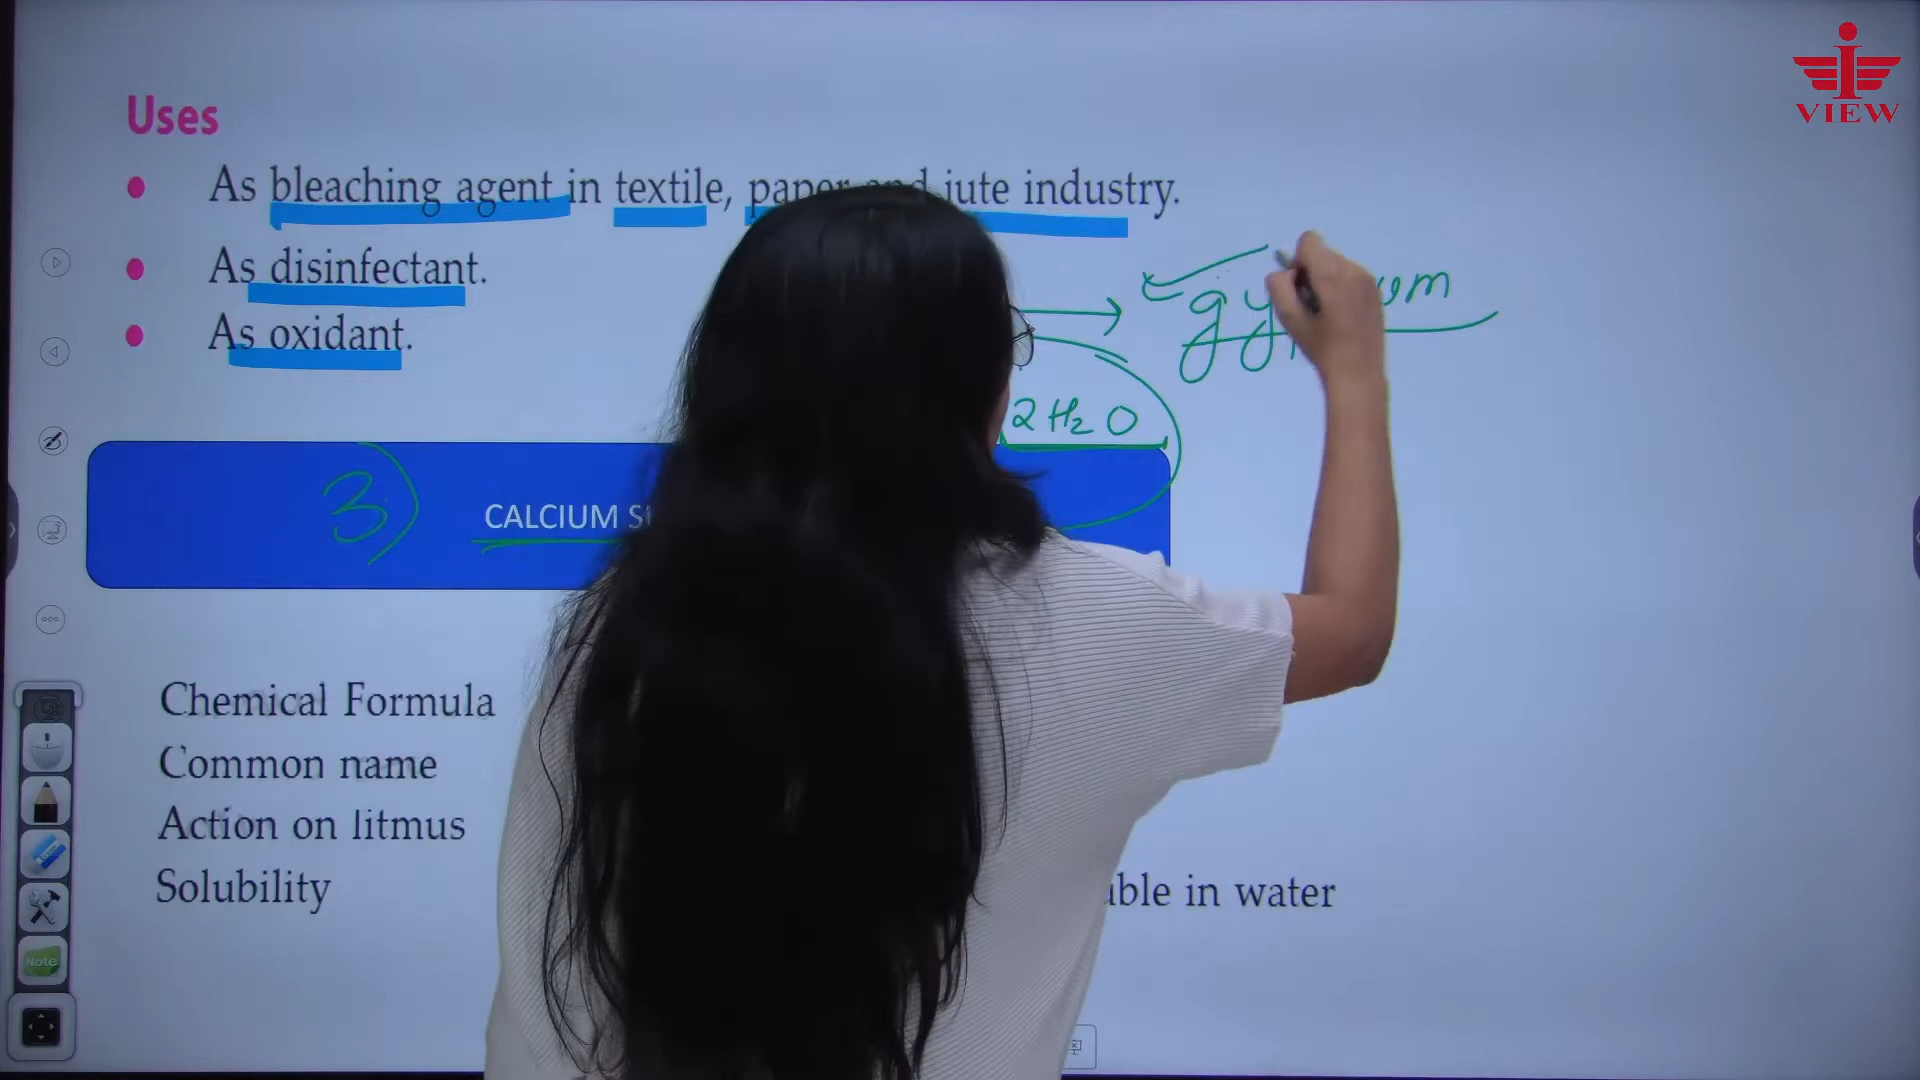 VIEW
Uses
As bleaching agent in textile, paper and jute industry.
As disinfectant.
As oxidant.
2H₂O
3)
CALCIUM
Chemical Formula
Common name
Action on litmus
Solubility
in water
Note